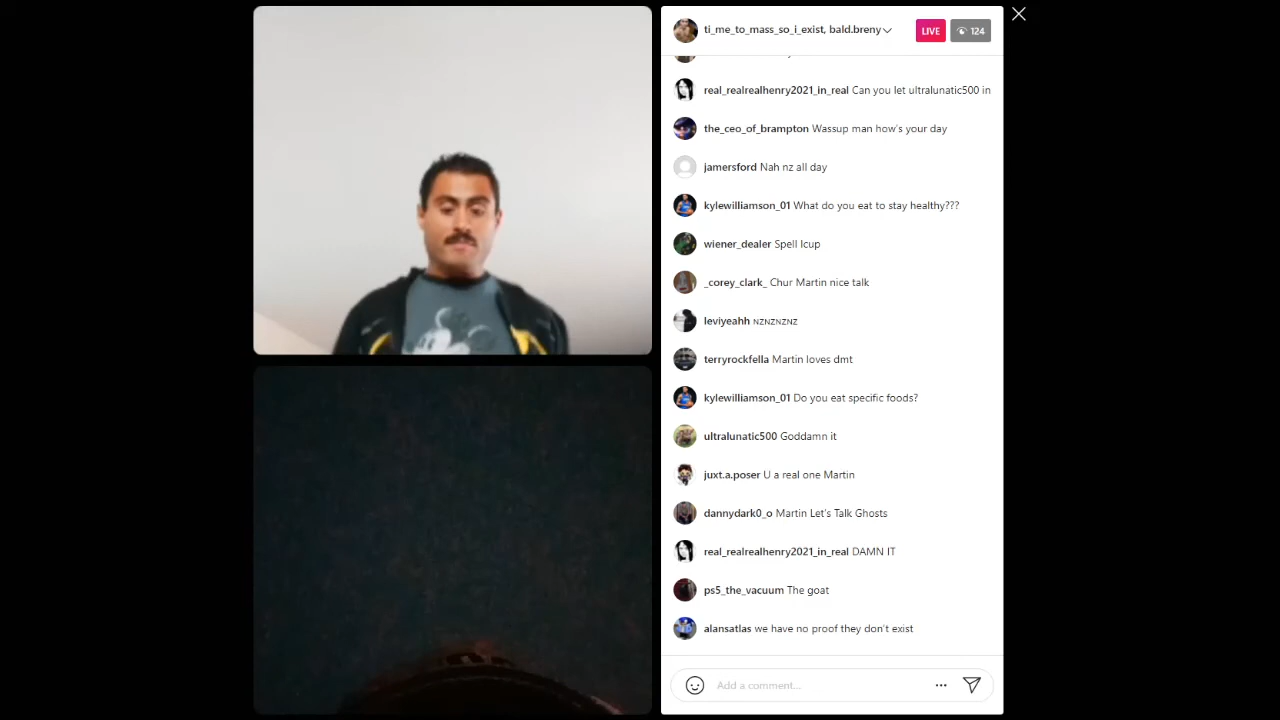 ti_me_to_mass_so_i_exist, bald.breny
LIVE
124
real_realrealhenry2021_in_real Can you let ultralunatic500 in
the_ceo_of_brampton Wassup man how's your day
jamersford Nah nz all day
kylewilliamson_01 What do you eat to stay healthy???
wiener_dealer Spell Icup
_corey_clark_ Chur Martin nice talk
leviyeahh NZNZNZNZ
terryrockfella Martin loves dmt
kylewilliamson_01 Do you eat specific foods?
ultralunatic500 Goddamn it
juxt.a.poser U a real one Martin
dannydark0_o Martin Let's Talk Ghosts
real_realrealhenry2021_in_real DAMN IT
ps5_the_vacuum The goat
alansatlas we have no proof they don't exist
Add a comment...